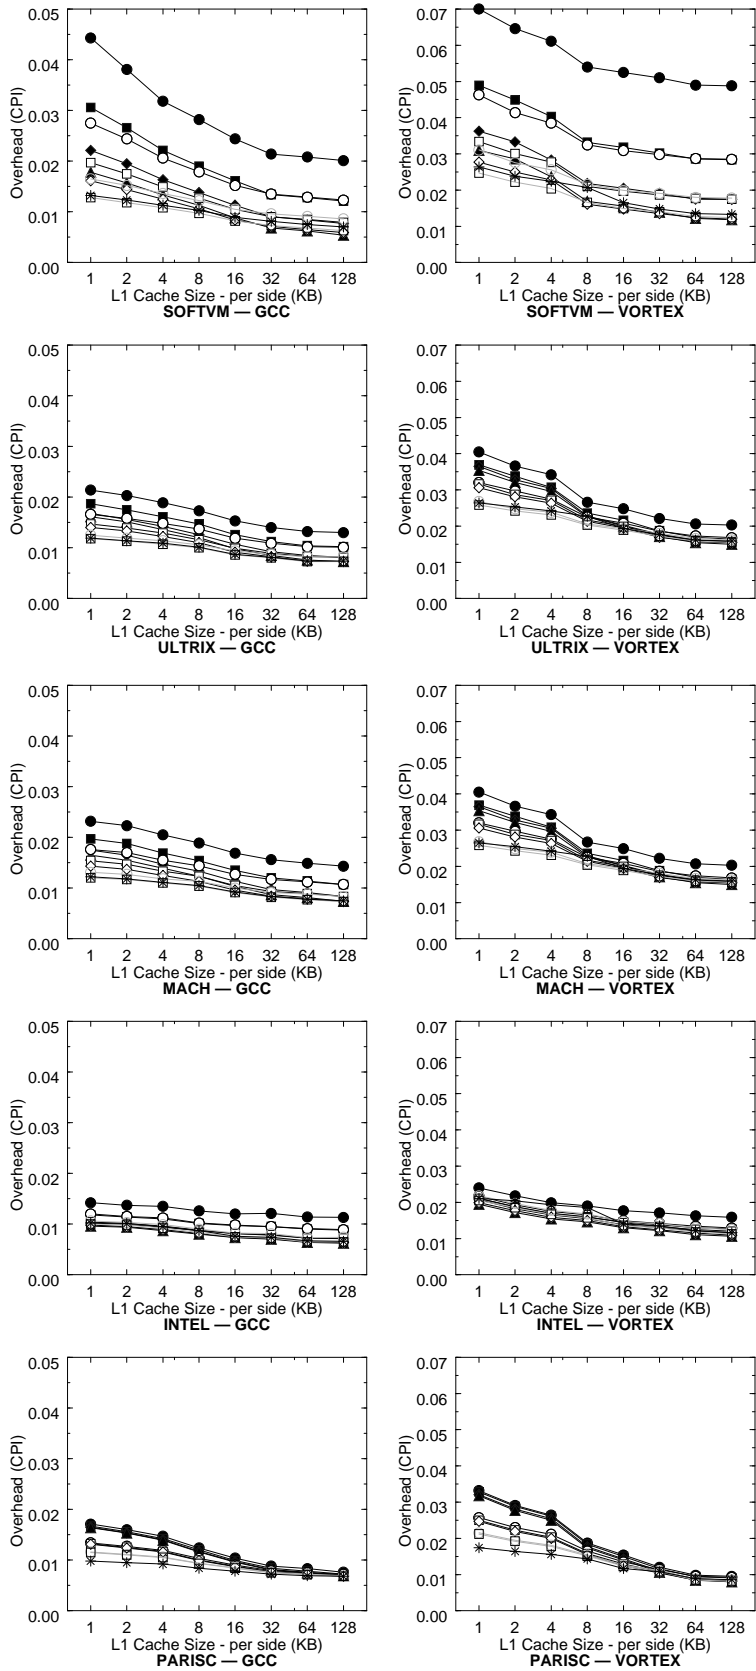 0.05
0.04
0.03
0.02
0.01
0.00
Overhead (CPI)
1 2 4 8 16 32 64 128
L1 Cache Size - per side (KB)
SOFTVM — GCC
0.07
0.06
0.05
0.04
0.03
0.02
0.01
0.00
Overhead (CPI)
1 2 4 8 16 32 64 128
L1 Cache Size - per side (KB)
SOFTVM — VORTEX
0.05
0.04
0.03
0.02
0.01
0.00
Overhead (CPI)
1 2 4 8 16 32 64 128
L1 Cache Size - per side (KB)
ULTRIX — GCC
0.07
0.06
0.05
0.04
0.03
0.02
0.01
0.00
Overhead (CPI)
1 2 4 8 16 32 64 128
L1 Cache Size - per side (KB)
ULTRIX — VORTEX
0.05
0.04
0.03
0.02
0.01
0.00
Overhead (CPI)
1 2 4 8 16 32 64 128
L1 Cache Size - per side (KB)
MACH — GCC
0.07
0.06
0.05
0.04
0.03
0.02
0.01
0.00
Overhead (CPI)
1 2 4 8 16 32 64 128
L1 Cache Size - per side (KB)
MACH — VORTEX
0.05
0.04
0.03
0.02
0.01
0.00
Overhead (CPI)
1 2 4 8 16 32 64 128
L1 Cache Size - per side (KB)
INTEL — GCC
0.07
0.06
0.05
0.04
0.03
0.02
0.01
0.00
Overhead (CPI)
1 2 4 8 16 32 64 128
L1 Cache Size - per side (KB)
INTEL — VORTEX
0.05
0.04
0.03
0.02
0.01
0.00
Overhead (CPI)
1 2 4 8 16 32 64 128
L1 Cache Size - per side (KB)
PARISC — GCC
0.07
0.06
0.05
0.04
0.03
0.02
0.01
0.00
Overhead (CPI)
1 2 4 8 16 32 64 128
L1 Cache Size - per side (KB)
PARISC — VORTEX